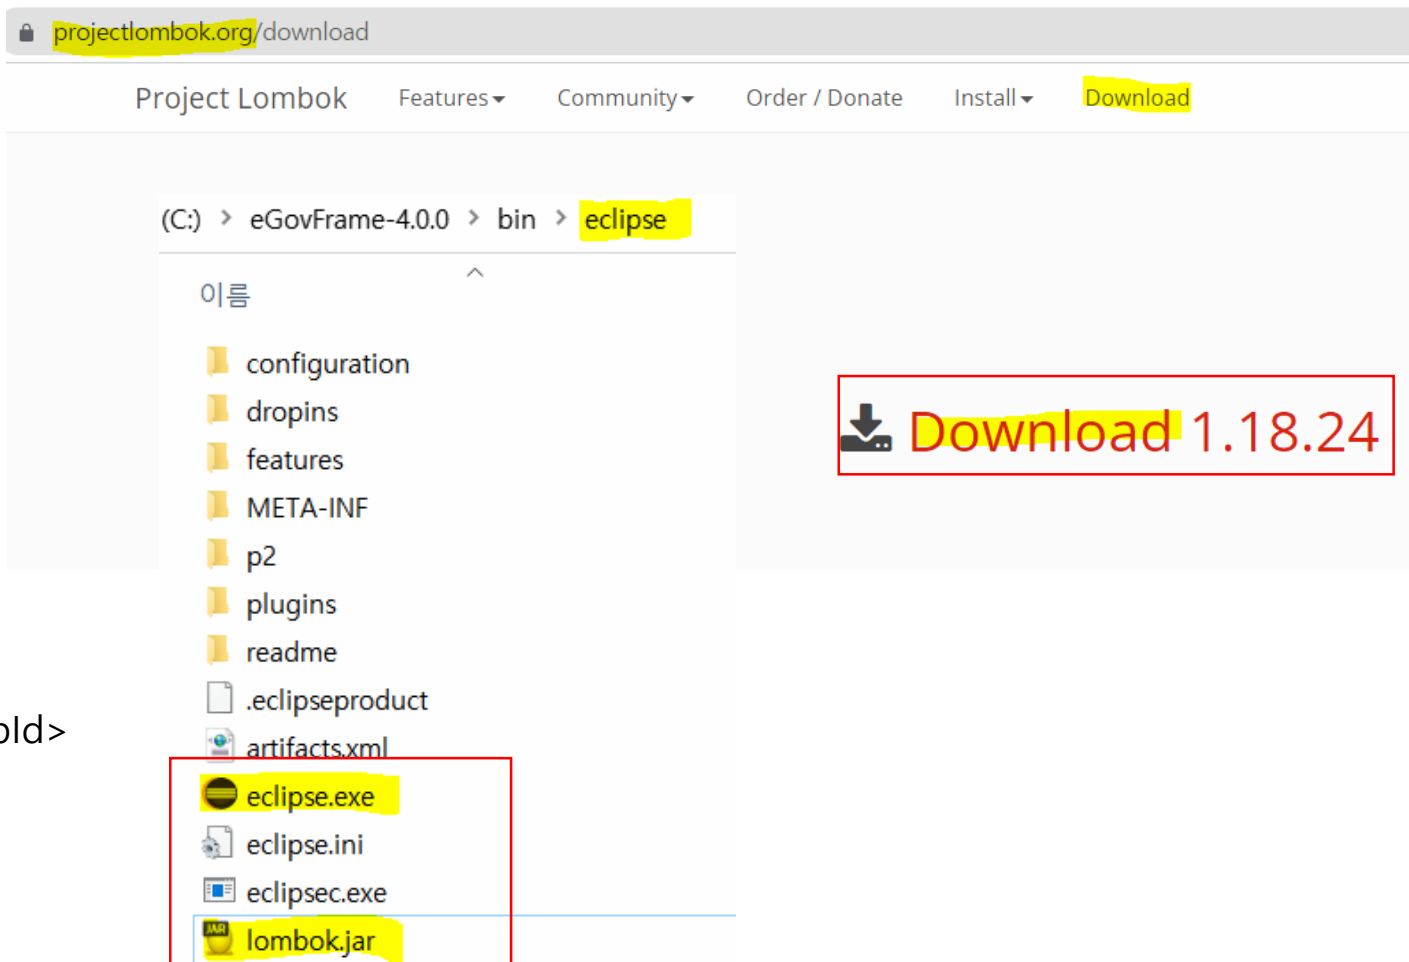 projectlombok.org/download
Project Lombok Features Community Order / Donate Install Download
(C:) > eGovFrame-4.0.0 > bin > eclipse
이름
configuration
dropins
features
Download 1.18.24
META-INF
p2
plugins
readme
.eclipseproduct
pId>
artifacts.xml
eclipse.exe
eclipse.ini
eclipsec.exe
JAR
lombok.jar